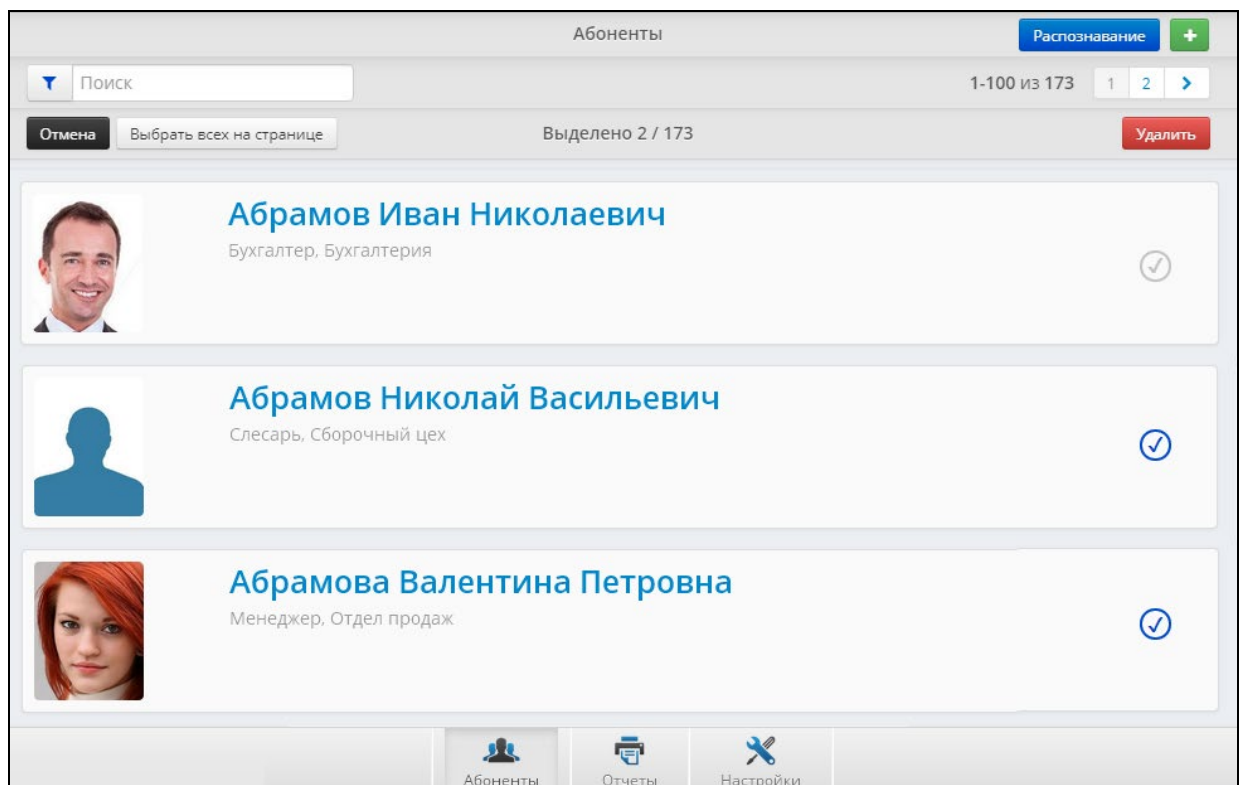 Абоненты
Распознавание
+
Поиск
1-100 из 173
1 2
Отмена
Выбрать всех на странице
Выделено 2 / 173
Удалить
Абрамов Иван Николаевич
Бухгалтер, Бухгалтерия
Абрамов Николай Васильевич
Слесарь, Сборочный цех
Абрамова Валентина Петровна
Менеджер, Отдел продаж
Абоненты
Отчеты
Настройки